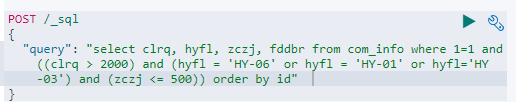 POST /_sql
{
"query": "select clrq, hyfl, zczj, fddbr from com_info where 1=1 and
((clrq > 2000) and (hyfl = 'HY-06' or hyfl = 'HY-01' or hyfl='HY
-03') and (zczj <= 500)) order by id"
}